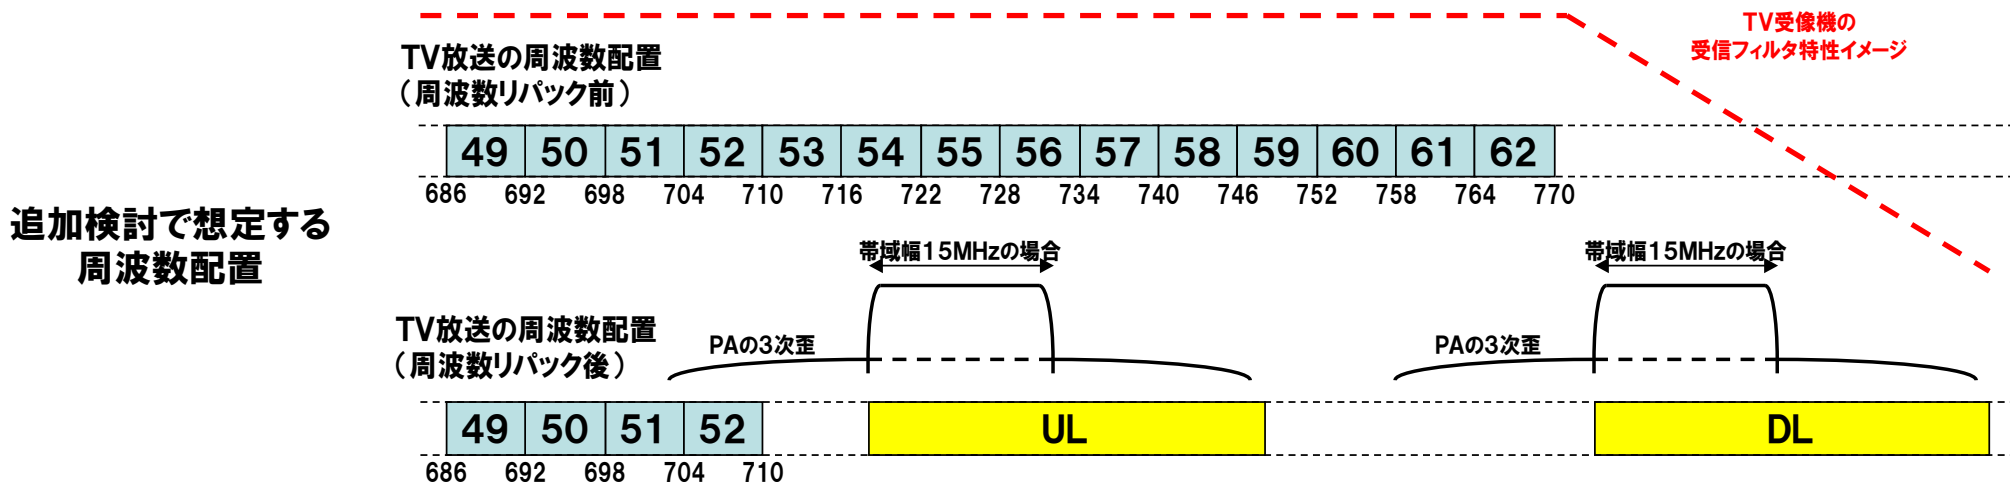 TV受像機の
受信フィルタ特性イメージ
TV放送の周波数配置
（周波数リパック前）
49 50 51 52 53 54 55 56 57 58 59 60 61 62
686 692 698 704 710 716 722 728 734 740 746 752 758 764 770
追加検討で想定する
周波数配置
帯域幅15MHzの場合 帯域幅15MHzの場合
TV放送の周波数配置
（周波数リパック後）
PAの3次歪 PAの3次歪
49 50 51 52 UL DL
686 692 698 704 710